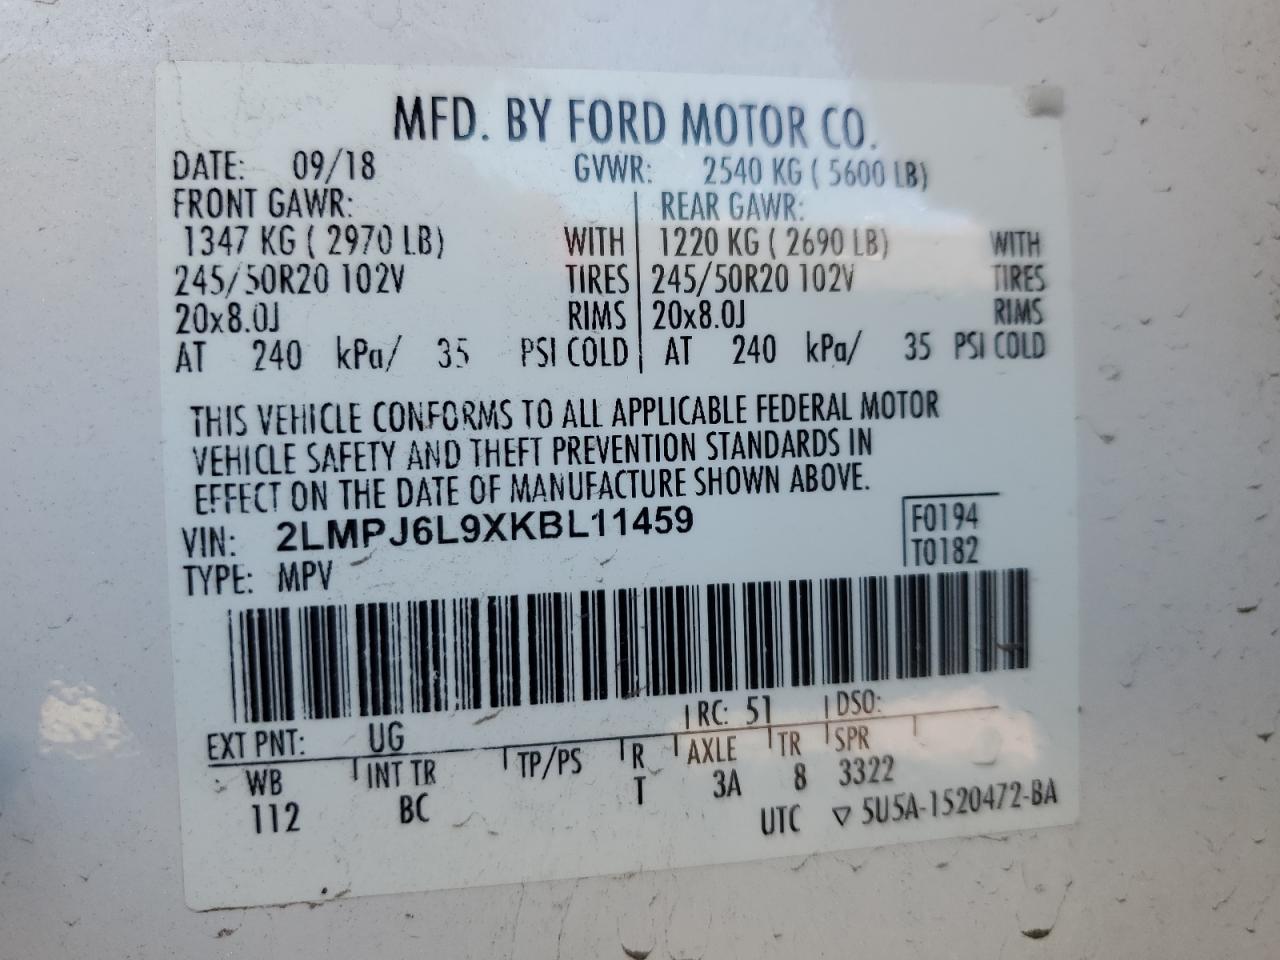 MFD. BY FORD MOTOR CO.
DATE: 09/18 GVWR: 2540 KG ( 5600 LB)
FRONT GAWR: REAR GAWR:
1347 KG ( 2970 LB) WITH 1220 KG ( 2690 LB) WITH
245/50R20 102V TIRES 245/50R20 102V TIRES
20x8.0J RIMS 20x8.0J RIMS
AT 240 kPa/ 35 PSI COLD AT 240 kPa/ 35 PSI COLD
THIS VEHICLE CONFORMS TO ALL APPLICABLE FEDERAL MOTOR
VEHICLE SAFETY AND THEFT PREVENTION STANDARDS IN
EFFECT ON THE DATE OF MANUFACTURE SHOWN ABOVE.
VIN: 2LMPJ6L9XKBL11459 F0194
TYPE: MPV T0182
EXT PNT: UG RC: 51 DSO:
WB INT TR TP/PS R AXLE TR SPR
112 BC T 3A 8 3322
UTC ▽ 5U5A-1520472-BA